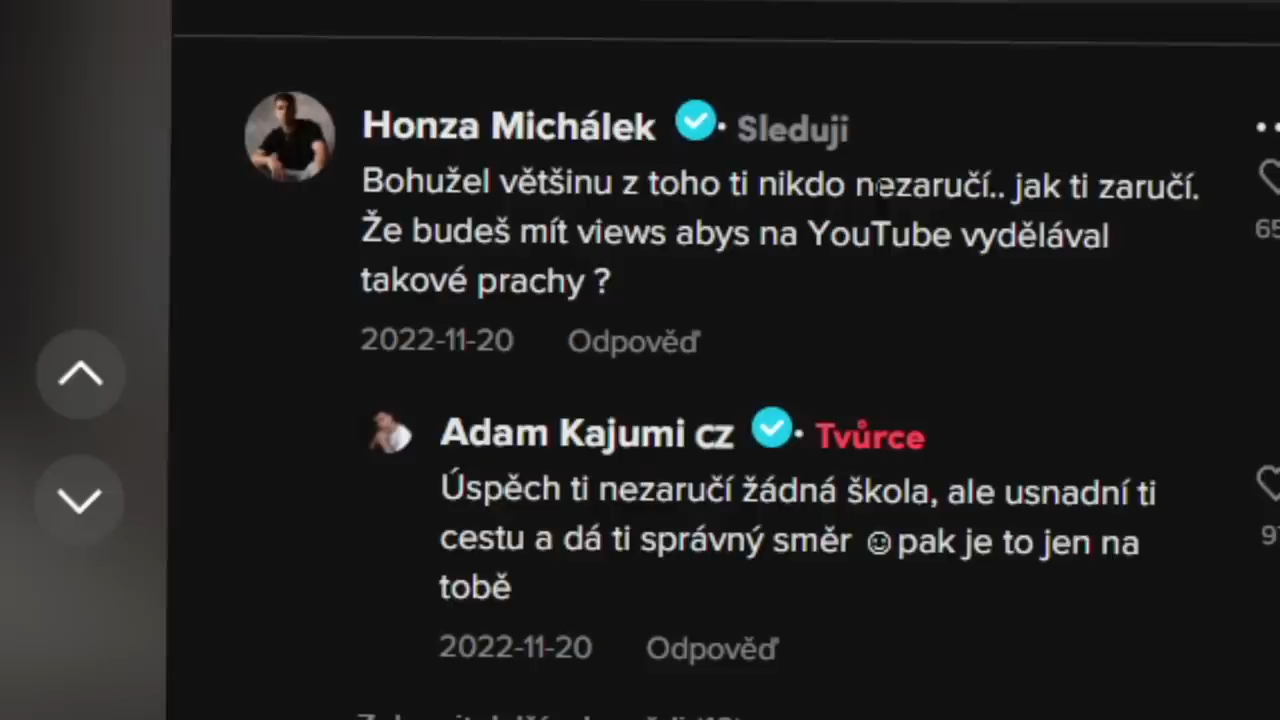 Honza Michálek · Sleduji
Bohužel většinu z toho ti nikdo nezaručí.. jak ti zaručí.
Že budeš mít views abys na YouTube vydělával
takové prachy ?
2022-11-20 Odpověď
Adam Kajumi cz · Tvůrce
Úspěch ti nezaručí žádná škola, ale usnadní ti
cestu a dá ti správný směr ☺pak je to jen na
tobě
2022-11-20 Odpověď